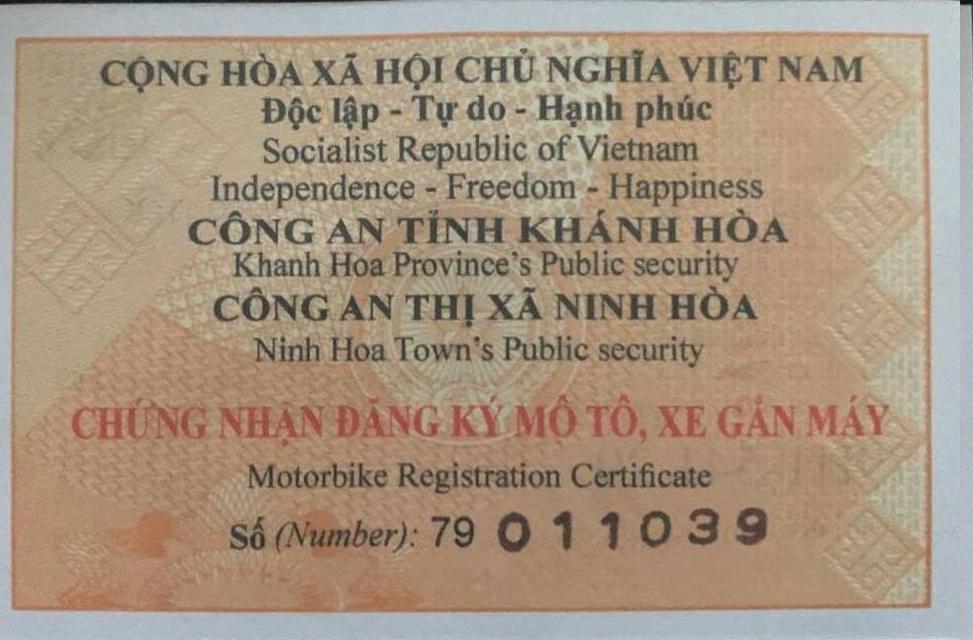 CỘNG HÒA XÃ HỘI CHỦ NGHĨA VIỆT NAM
Độc lập - Tự do - Hạnh phúc
Socialist Republic of Vietnam
Independence - Freedom - Happiness
CÔNG AN TỈNH KHÁNH HÒA
Khanh Hoa Province's Public security
CÔNG AN THỊ XÃ NINH HÒA
Ninh Hoa Town's Public security
CHỨNG NHẬN ĐĂNG KÝ MÔ TÔ, XE GẮN MÁY
Motorbike Registration Certificate
Số (Number): 79 011039